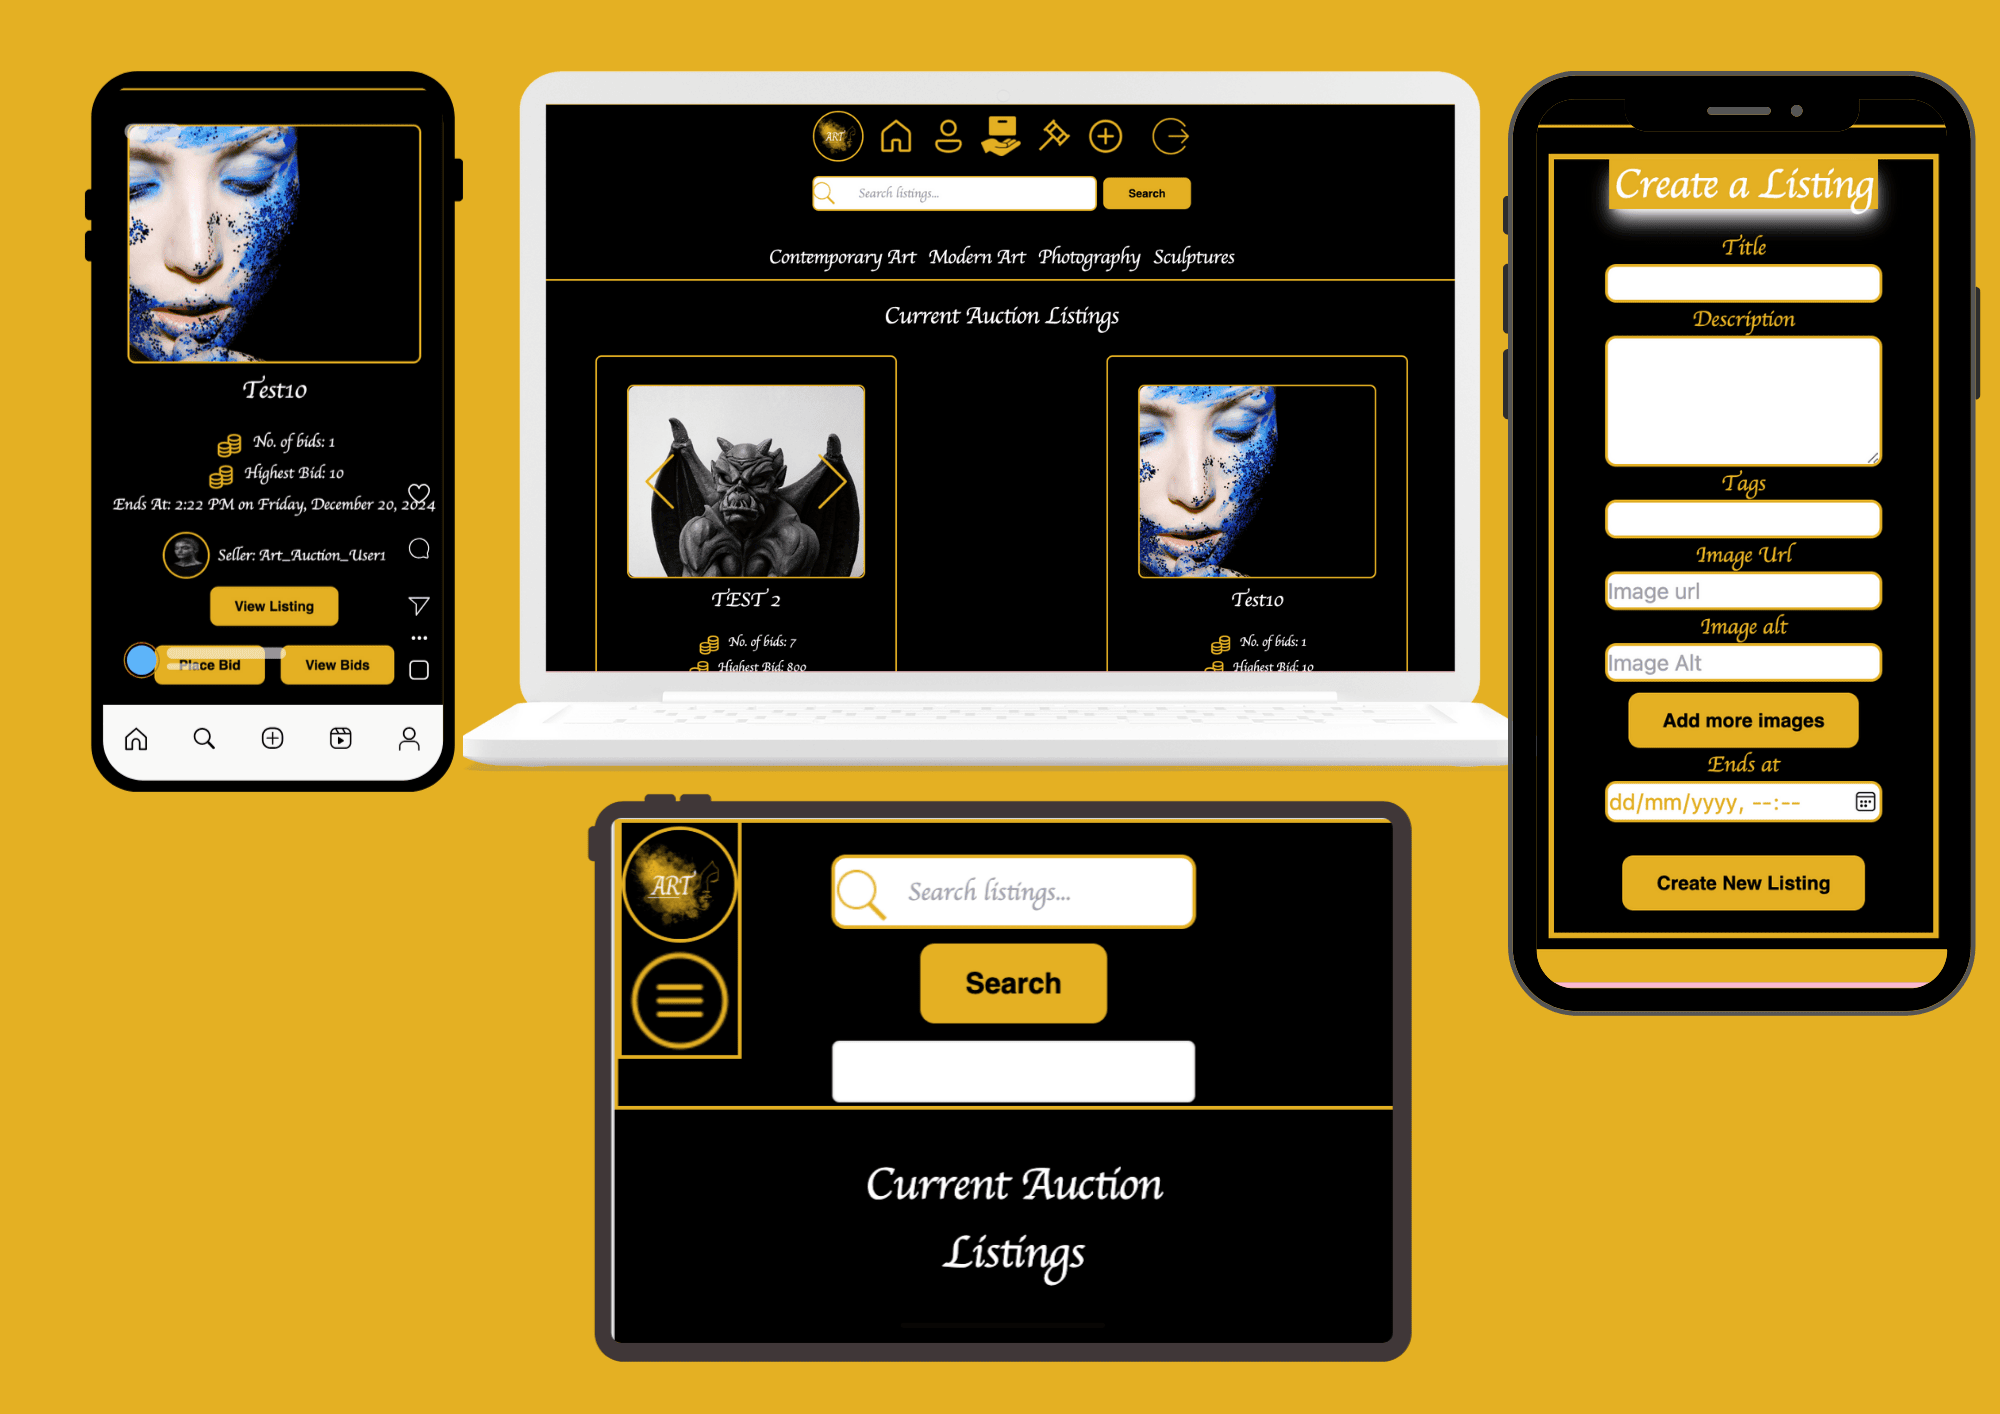 Test10
No. of bids: 1
Highest Bid: 10
Ends At: 2:22 PM on Friday, December 20, 2024
Seller: Art_Auction_User1
View Listing
Place Bid
View Bids
ART
Search listings...
Search
Contemporary Art Modern Art Photography Sculptures
Current Auction Listings
TEST 2
No. of bids: 7
Highest Bid: 800
Test10
No. of bids: 1
Highest Bid: 10
Create a Listing
Title
Description
Tags
Image Url
Image url
Image alt
Image Alt
Add more images
Ends at
dd/mm/yyyy, --:--
Create New Listing
ART
Search listings...
Search
Current Auction
Listings